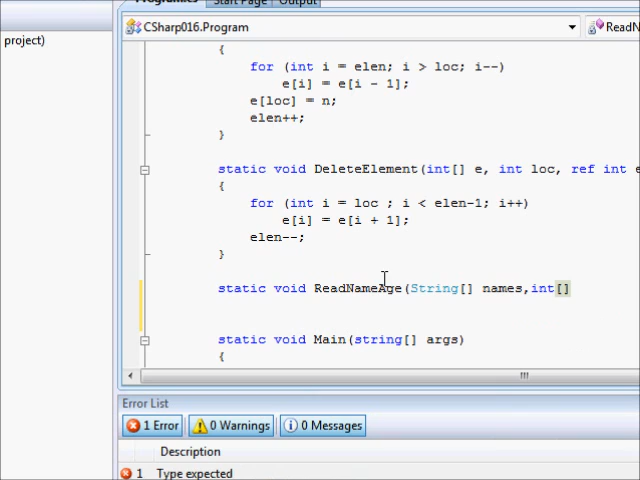 Program.cs Start Page Output
project)
CSharp016.Program
ReadN
{
for (int i = elen; i > loc; i--)
e[i] = e[i - 1];
e[loc] = n;
elen++;
}
static void DeleteElement(int[] e, int loc, ref int e
{
for (int i = loc ; i < elen-1; i++)
e[i] = e[i + 1];
elen--;
}
static void ReadNameAge(String[] names,int[]
static void Main(string[] args)
{
Error List
1 Error 0 Warnings 0 Messages
Description
1 Type expected